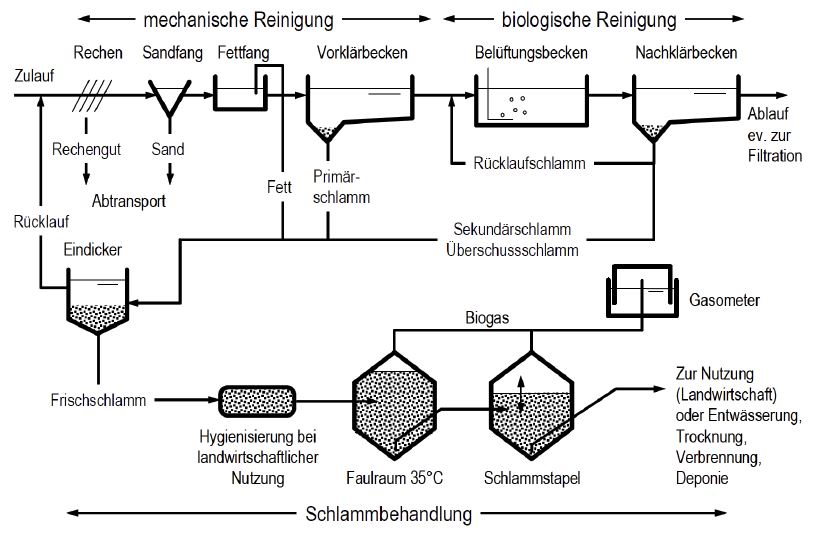 mechanische Reinigung
biologische Reinigung
Rechen
Sandfang
Fettfang
Vorklärbecken
Belüftungsbecken
Nachklärbecken
Zulauf
Ablauf
ev. zur
Filtration
Rechengut
Sand
Abtransport
Fett
Primär-
schlamm
Rücklaufschlamm
Sekundärschlamm
Überschussschlamm
Rücklauf
Eindicker
Biogas
Gasometer
Frischschlamm
Hygienisierung bei
landwirtschaftlicher
Nutzung
Faulraum 35°C
Schlammstapel
Zur Nutzung
(Landwirtschaft)
oder Entwässerung,
Trocknung,
Verbrennung,
Deponie
Schlammbehandlung